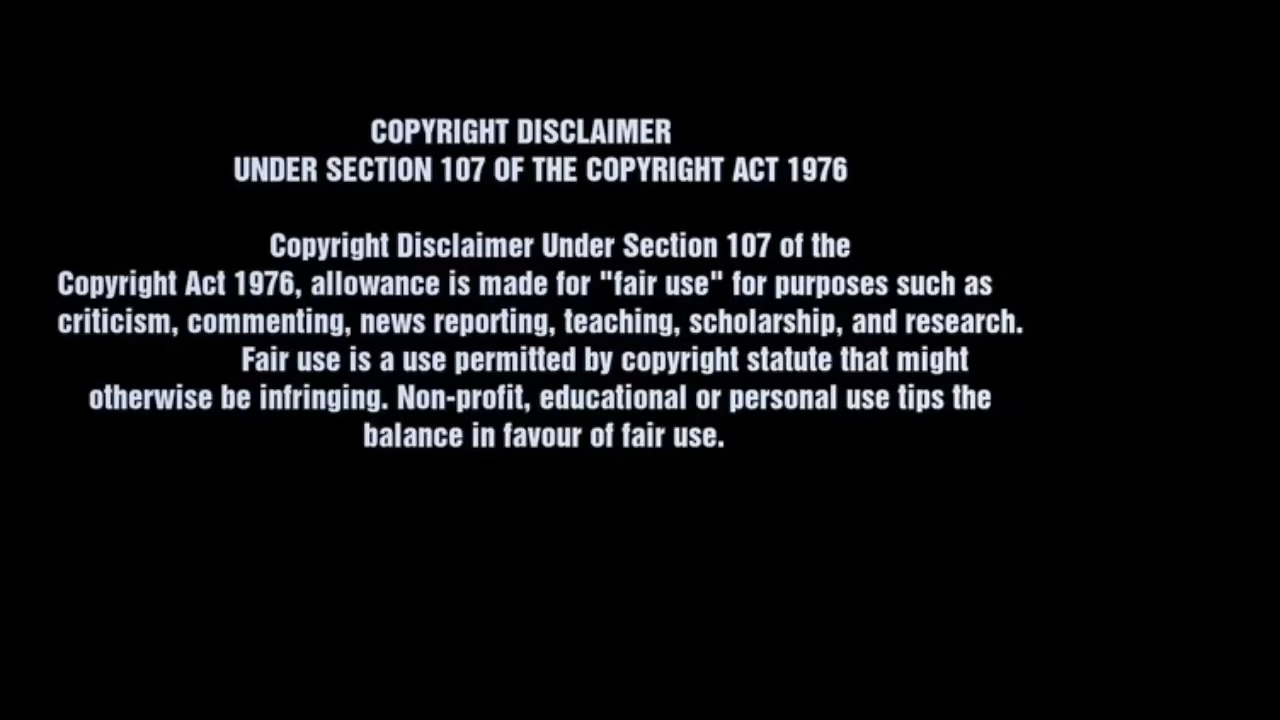 COPYRIGHT DISCLAIMER
UNDER SECTION 107 OF THE COPYRIGHT ACT 1976
Copyright Disclaimer Under Section 107 of the
Copyright Act 1976, allowance is made for "fair use" for purposes such as
criticism, commenting, news reporting, teaching, scholarship, and research.
Fair use is a use permitted by copyright statute that might
otherwise be infringing. Non-profit, educational or personal use tips the
balance in favour of fair use.